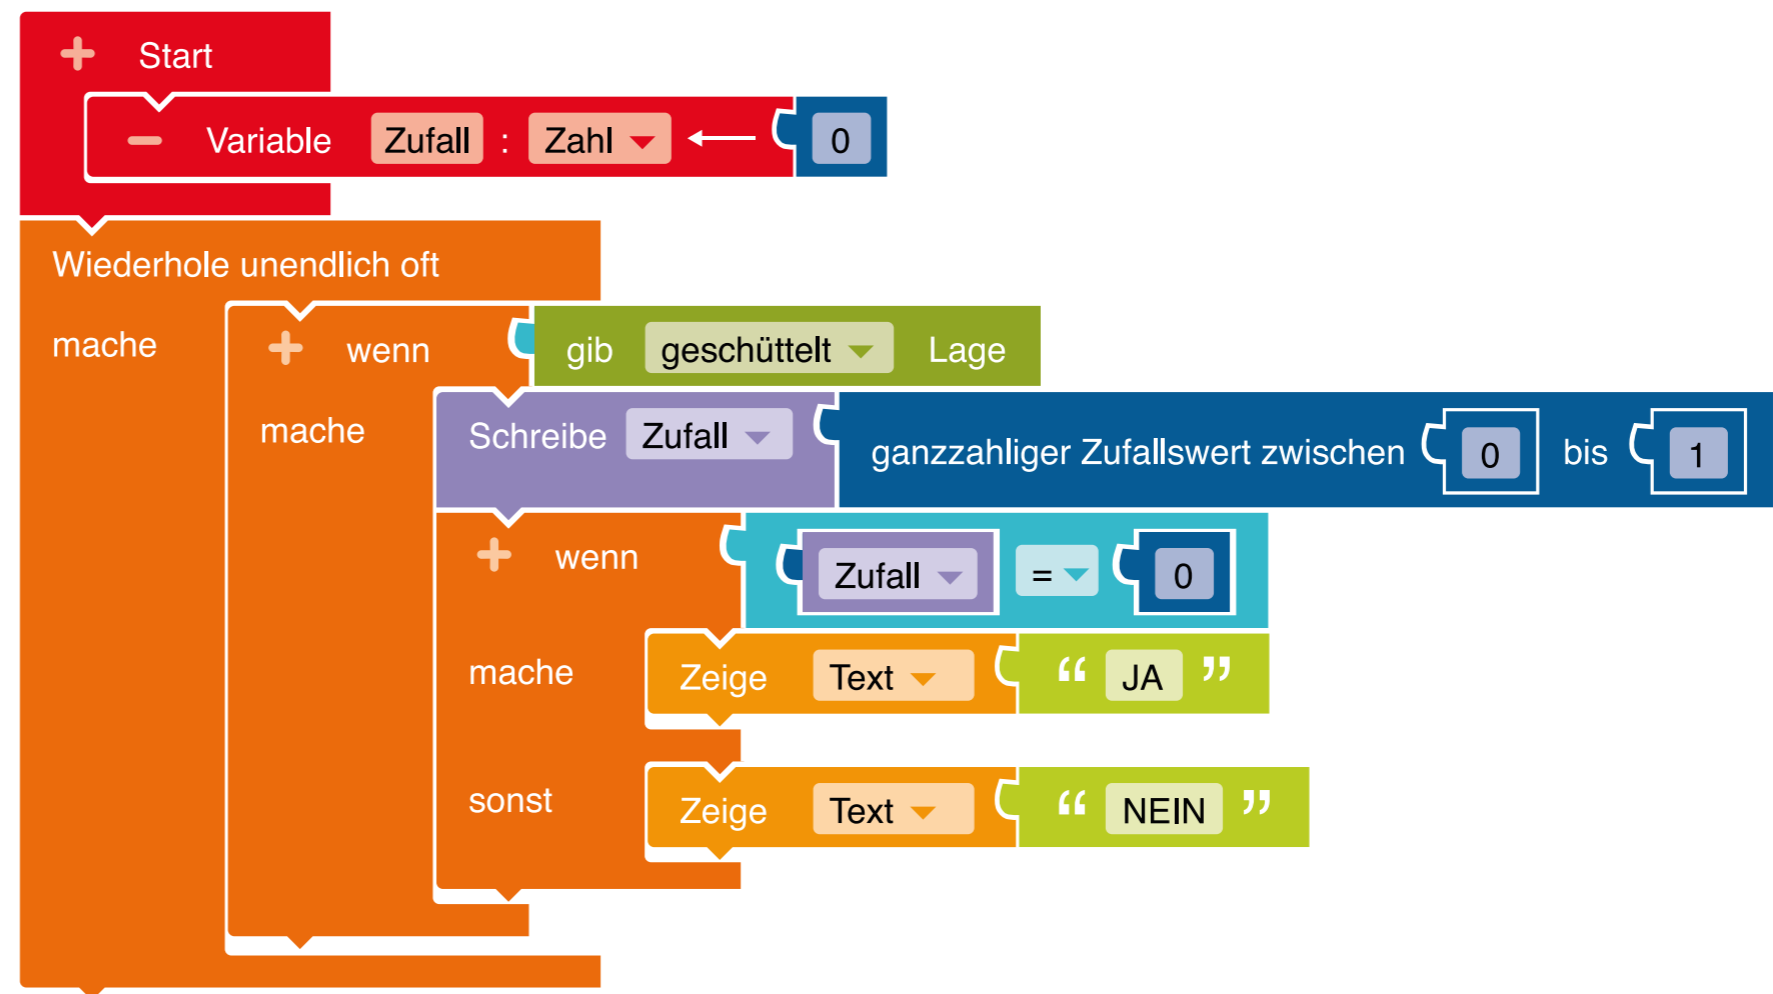 Start
Variable Zufall : Zahl ← 0
Wiederhole unendlich oft
mache wenn gib geschüttelt Lage
mache Schreibe Zufall ganzzahliger Zufallswert zwischen 0 bis 1
wenn Zufall = 0
mache Zeige Text “ JA ”
sonst Zeige Text “ NEIN ”